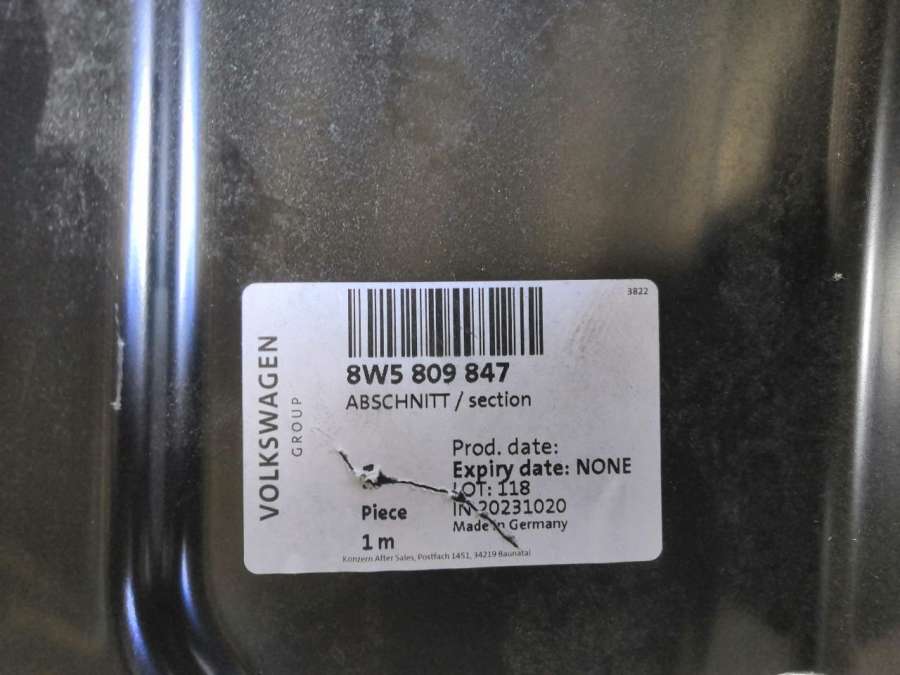 3822
VOLKSWAGEN
GROUP
8W5 809 847
ABSCHNITT / section
Prod. date:
Expiry date: NONE
LOT: 118
IN 20231020
Made in Germany
Piece
1 m
Konzern After Sales, Postfach 1451, 34219 Baunatal